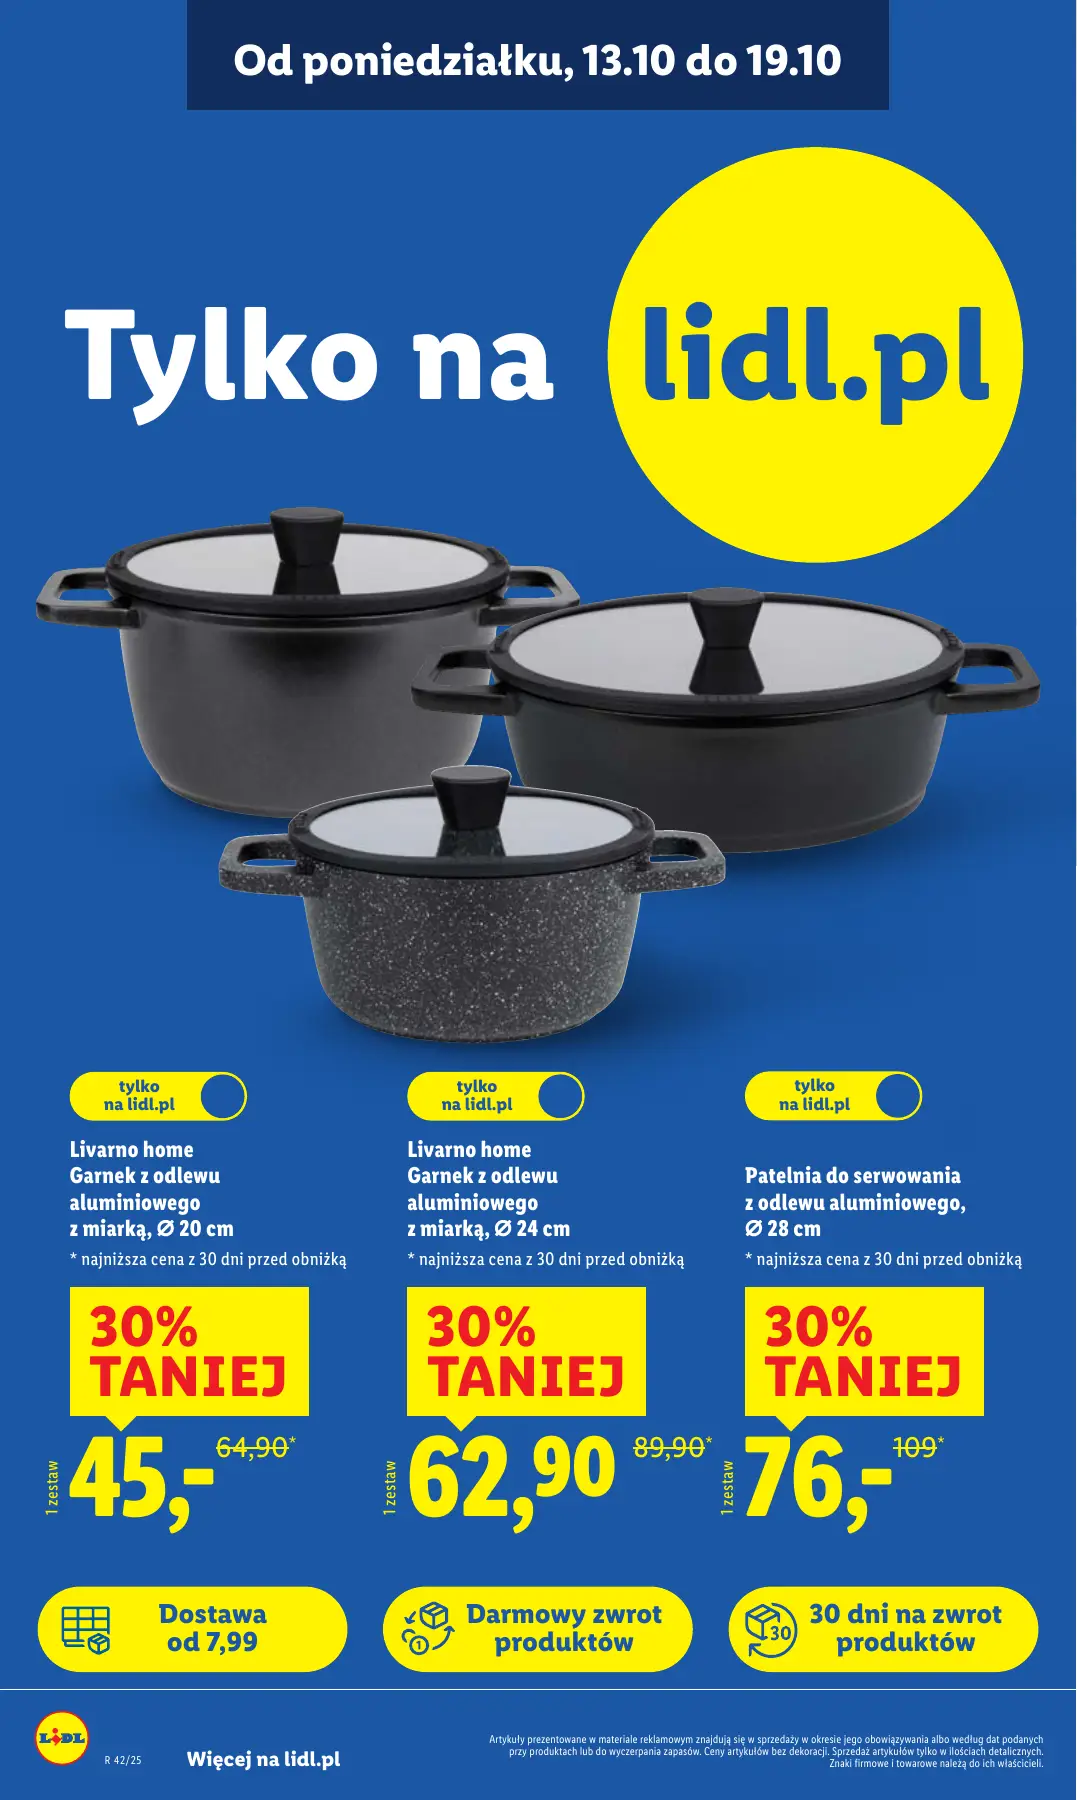 Od poniedziałku, 13.10 do 19.10
Tylko na lidl.pl
tylko
na lidl.pl
Livarno home
Garnek z odlewu
aluminiowego
z miarką, Ø 20 cm
* najniższa cena z 30 dni przed obniżką
30%
TANIEJ
1 zestaw
45,-
64,90*
tylko
na lidl.pl
Livarno home
Garnek z odlewu
aluminiowego
z miarką, Ø 24 cm
* najniższa cena z 30 dni przed obniżką
30%
TANIEJ
1 zestaw
62,90
89,90*
tylko
na lidl.pl
Patelnia do serwowania
z odlewu aluminiowego,
Ø 28 cm
* najniższa cena z 30 dni przed obniżką
30%
TANIEJ
1 zestaw
76,-
109*
Dostawa
od 7,99
1
Darmowy zwrot
produktów
30
30 dni na zwrot
produktów
LIDL
R 42/25
Więcej na lidl.pl
Artykuły prezentowane w materiale reklamowym znajdują się w sprzedaży w okresie jego obowiązywania albo według dat podanych
przy produktach lub do wyczerpania zapasów. Ceny artykułów bez dekoracji. Sprzedaż artykułów tylko w ilościach detalicznych.
Znaki firmowe i towarowe należą do ich właścicieli.